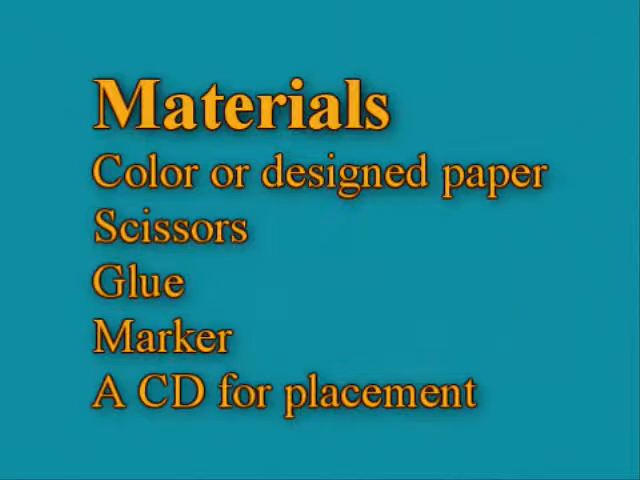 Materials
Color or designed paper
Scissors
Glue
Marker
A CD for placement